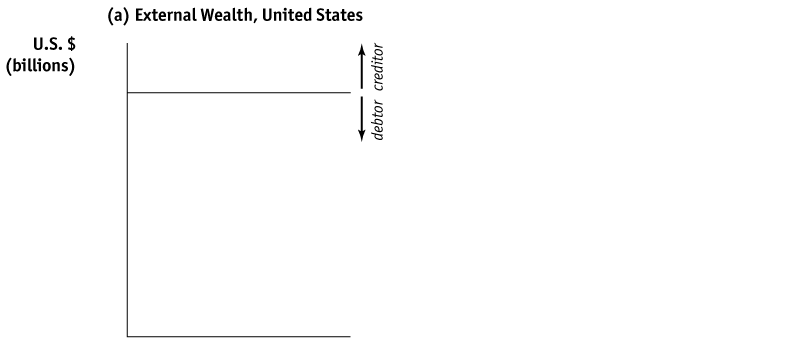 (a) External Wealth, United States
U.S. $
(billions)
creditor
debtor